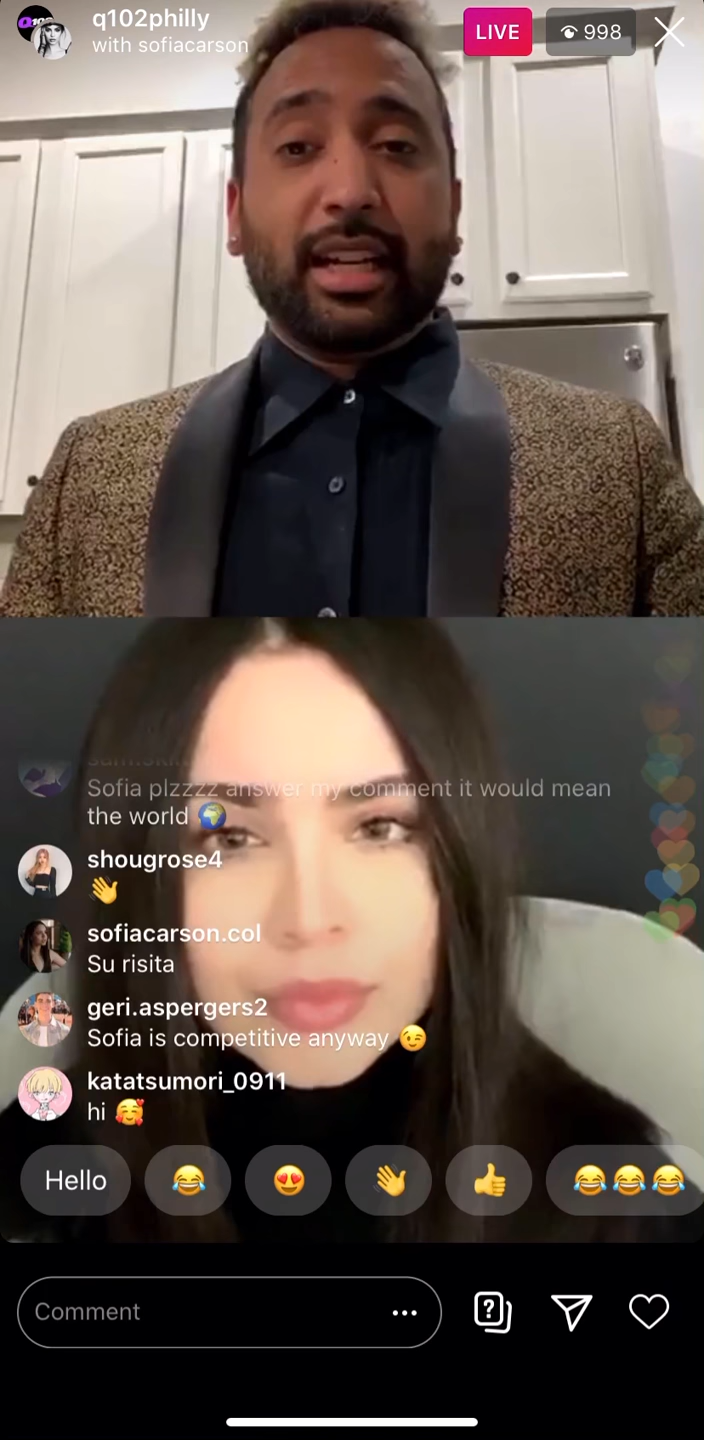 q102philly
with sofiacarson
LIVE
998
Sofia plzzzz answer my comment it would mean
the world 🌍
shougrose4
👋
sofiacarson.col
Su risita
geri.aspergers2
Sofia is competitive anyway 😉
katatsumori_0911
hi 🥰
Hello 😂 😍 👋 👍 😂😂😂
Comment